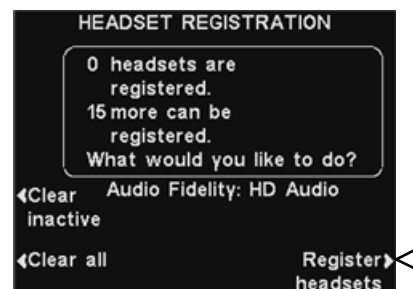 HEADSET REGISTRATION
0 headsets are
registered.
15 more can be
registered.
What would you like to do?
Audio Fidelity: HD Audio
Clear
inactive
Clear all
Register
headsets